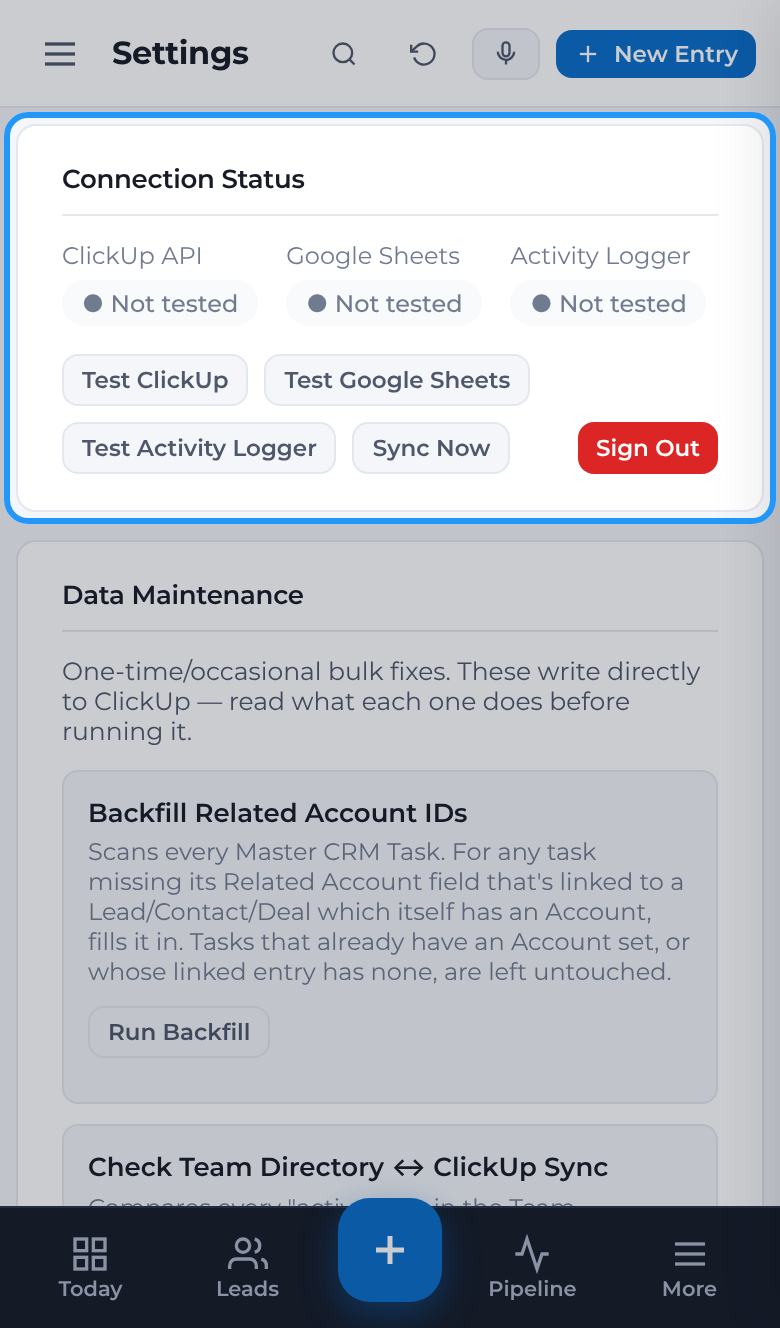 Settings
New Entry
Connection Status
ClickUp API Google Sheets Activity Logger
Not tested Not tested Not tested
Test ClickUp Test Google Sheets
Test Activity Logger Sync Now Sign Out
Data Maintenance
One-time/occasional bulk fixes. These write directly
to ClickUp — read what each one does before
running it.
Backfill Related Account IDs
Scans every Master CRM Task. For any task
missing its Related Account field that's linked to a
Lead/Contact/Deal which itself has an Account,
fills it in. Tasks that already have an Account set, or
whose linked entry has none, are left untouched.
Run Backfill
Check Team Directory ↔ ClickUp Sync
Compares every in the Team
Today Leads Pipeline More